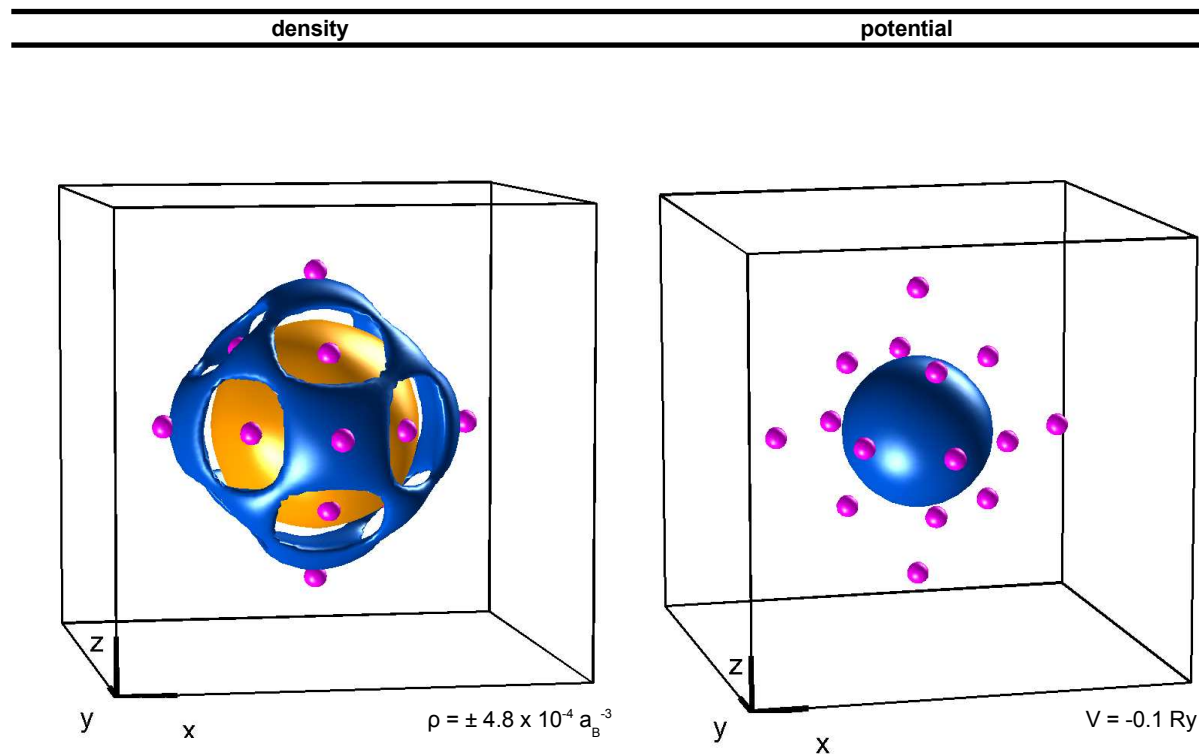 density potential
z z
y x ρ = ± 4.8 x 10⁻⁴ a_B⁻³ y x V = -0.1 Ry